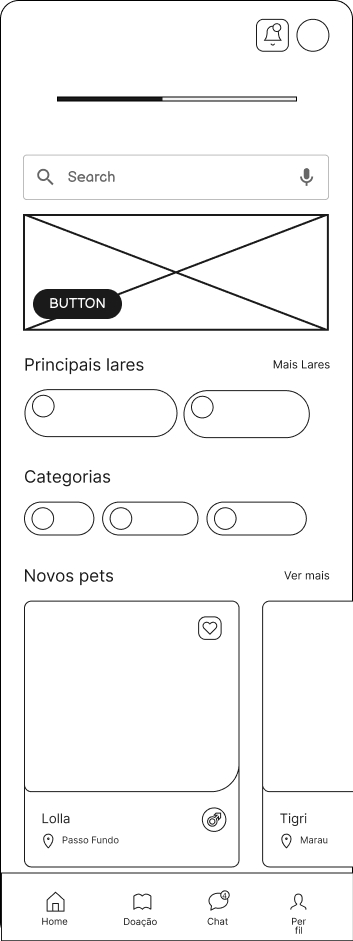 Search
BUTTON
Principais lares
Mais Lares
Categorias
Novos pets
Ver mais
Lolla
Passo Fundo
Tigri
Marau
Home
Doação
Chat
Per
fil